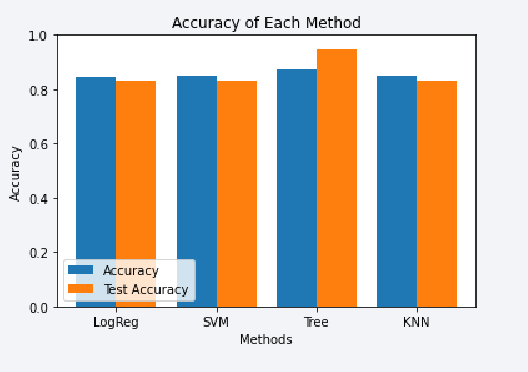 Accuracy of Each Method
1.0
0.8
0.6
0.4
0.2
0.0
Accuracy
Accuracy
Test Accuracy
LogReg SVM Tree KNN
Methods